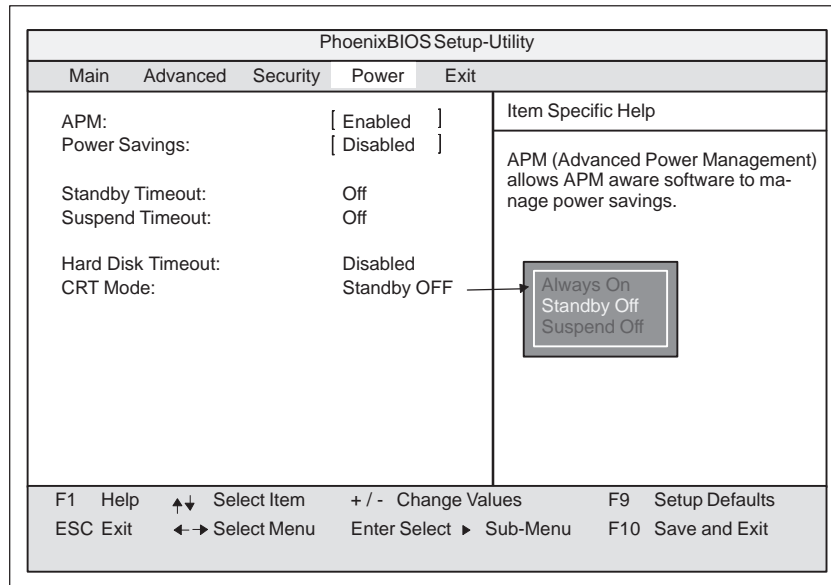 PhoenixBIOS Setup-Utility
Main Advanced Security Power Exit
APM: [ Enabled ]
Power Savings: [ Disabled ]
Standby Timeout: Off
Suspend Timeout: Off
Hard Disk Timeout: Disabled
CRT Mode: Standby OFF
Item Specific Help
APM (Advanced Power Management)
allows APM aware software to ma-
nage power savings.
Always On
Standby Off
Suspend Off
F1 Help Select Item + / - Change Values F9 Setup Defaults
ESC Exit Select Menu Enter Select Sub-Menu F10 Save and Exit